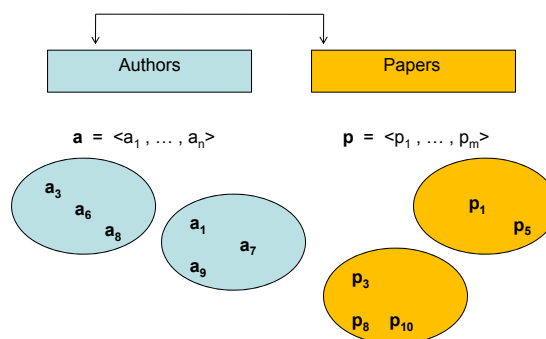 Authors Papers
a = <a₁ , … , aₙ> p = <p₁ , … , pₘ>
a₃
a₆
a₈
a₁
a₇
a₉
p₁
p₅
p₃
p₈ p₁₀